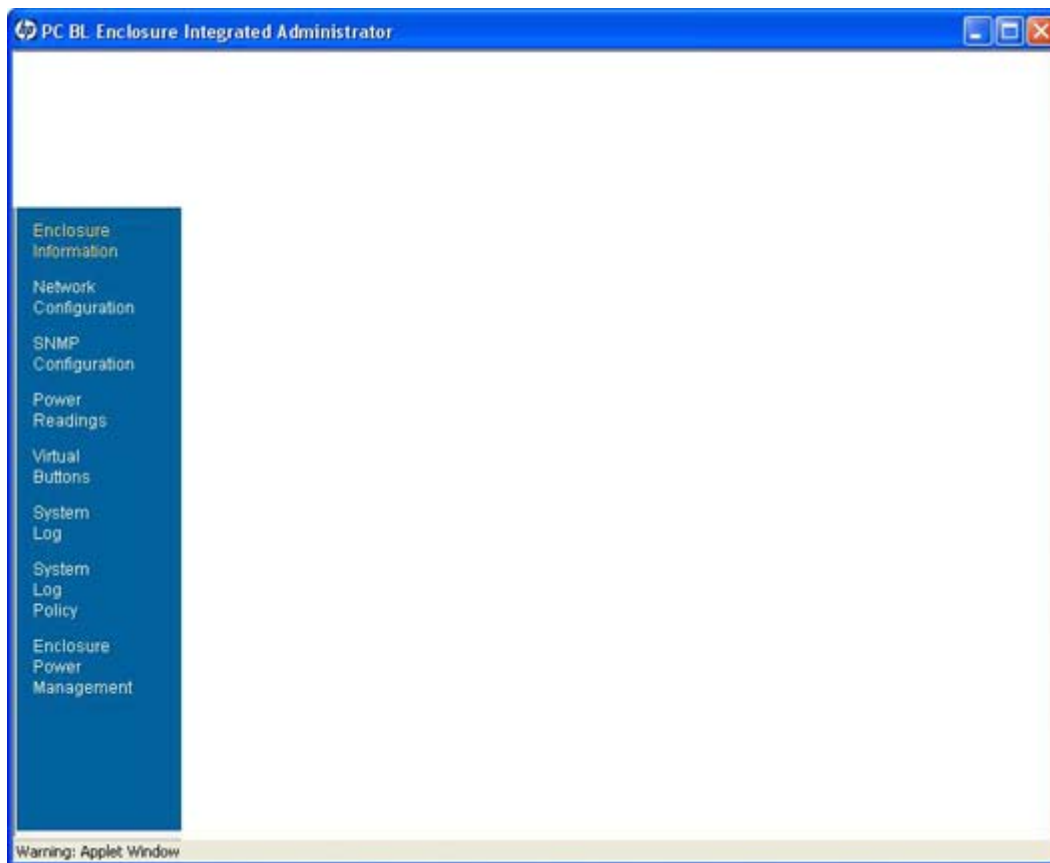 hp PC BL Enclosure Integrated Administrator
Enclosure
Information
Network
Configuration
SNMP
Configuration
Power
Readings
Virtual
Buttons
System
Log
System
Log
Policy
Enclosure
Power
Management
Warning: Applet Window